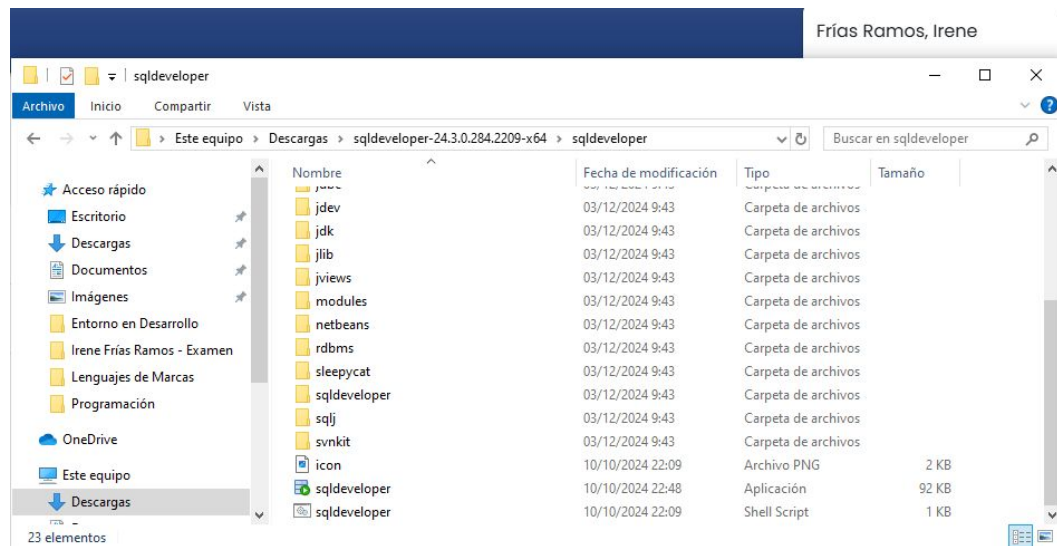 Frías Ramos, Irene
sqldeveloper
Archivo Inicio Compartir Vista
Este equipo > Descargas > sqldeveloper-24.3.0.284.2209-x64 > sqldeveloper
Buscar en sqldeveloper
Nombre Fecha de modificación Tipo Tamaño
Acceso rápido
Escritorio
Descargas
Documentos
Imágenes
Entorno en Desarrollo
Irene Frías Ramos - Examen
Lenguajes de Marcas
Programación
OneDrive
Este equipo
Descargas
jdev 03/12/2024 9:43 Carpeta de archivos
jdk 03/12/2024 9:43 Carpeta de archivos
jlib 03/12/2024 9:43 Carpeta de archivos
jviews 03/12/2024 9:43 Carpeta de archivos
modules 03/12/2024 9:43 Carpeta de archivos
netbeans 03/12/2024 9:43 Carpeta de archivos
rdbms 03/12/2024 9:43 Carpeta de archivos
sleepycat 03/12/2024 9:43 Carpeta de archivos
sqldeveloper 03/12/2024 9:43 Carpeta de archivos
sqlj 03/12/2024 9:43 Carpeta de archivos
svnkit 03/12/2024 9:43 Carpeta de archivos
icon 10/10/2024 22:09 Archivo PNG 2 KB
sqldeveloper 10/10/2024 22:48 Aplicación 92 KB
sqldeveloper 10/10/2024 22:09 Shell Script 1 KB
23 elementos